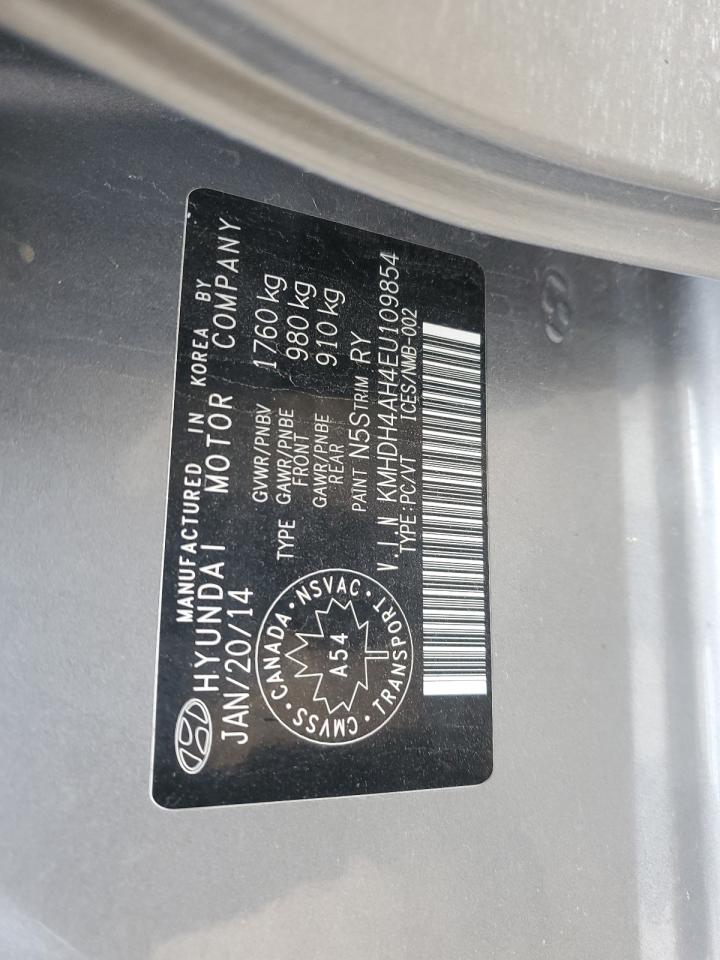 MANUFACTURED IN KOREA BY
HYUNDAI MOTOR COMPANY
JAN/20/14
GVWR/PNBV 1760 kg
TYPE GAWR/PNBE FRONT 980 kg
GAWR/PNBE REAR 910 kg
PAINT N5S TRIM RY
V.I.N KMHDH4AH4EU109854
TYPE:PC/VT ICES/NMB-002
CANADA · NSVAC · TRANSPORT · CMVSS ·
A54